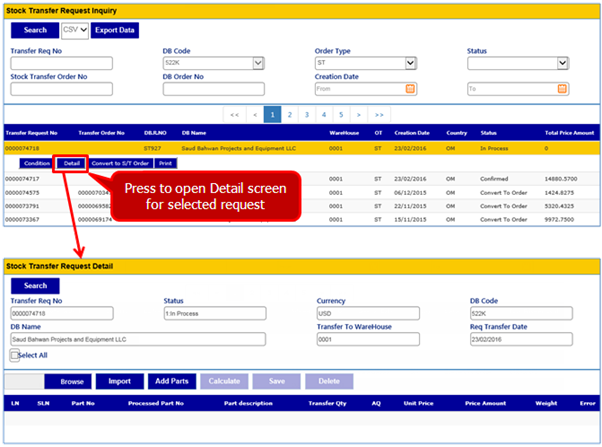 Stock Transfer Request Inquiry
Search CSV Export Data
Transfer Req No DB Code Order Type Status
522K ST
Stock Transfer Order No DB Order No Creation Date
From To
<< < 1 2 3 4 5 > >>
Transfer Request No Transfer Order No DBJLNO DB Name WareHouse OT Creation Date Country Status Total Price Amount
0000074718 ST927 Saud Bahwan Projects and Equipment LLC 0001 ST 23/02/2016 OM In Process 0
Condition Detail Convert to S/T Order Print
0000074717 0001 ST 23/02/2016 OM Confirmed 14880.5700
0000074575 000007034 0001 ST 06/12/2015 OM Convert To Order 1424.8275
0000073791 000006958 0001 ST 22/11/2015 OM Convert To Order 5320.4325
0000073367 0000069174 0001 ST 15/11/2015 OM Convert To Order 9972.7500
Press to open Detail screen
for selected request
Stock Transfer Request Detail
Search
Transfer Req No Status Currency DB Code
0000074718 1:In Process USD 522K
DB Name Transfer To WareHouse Req Transfer Date
Saud Bahwan Projects and Equipment LLC 0001 23/02/2016
Select All
Browse Import Add Parts Calculate Save Delete
LN SLN Part No Processed Part No Part description Transfer Qty AQ Unit Price Price Amount Weight Error